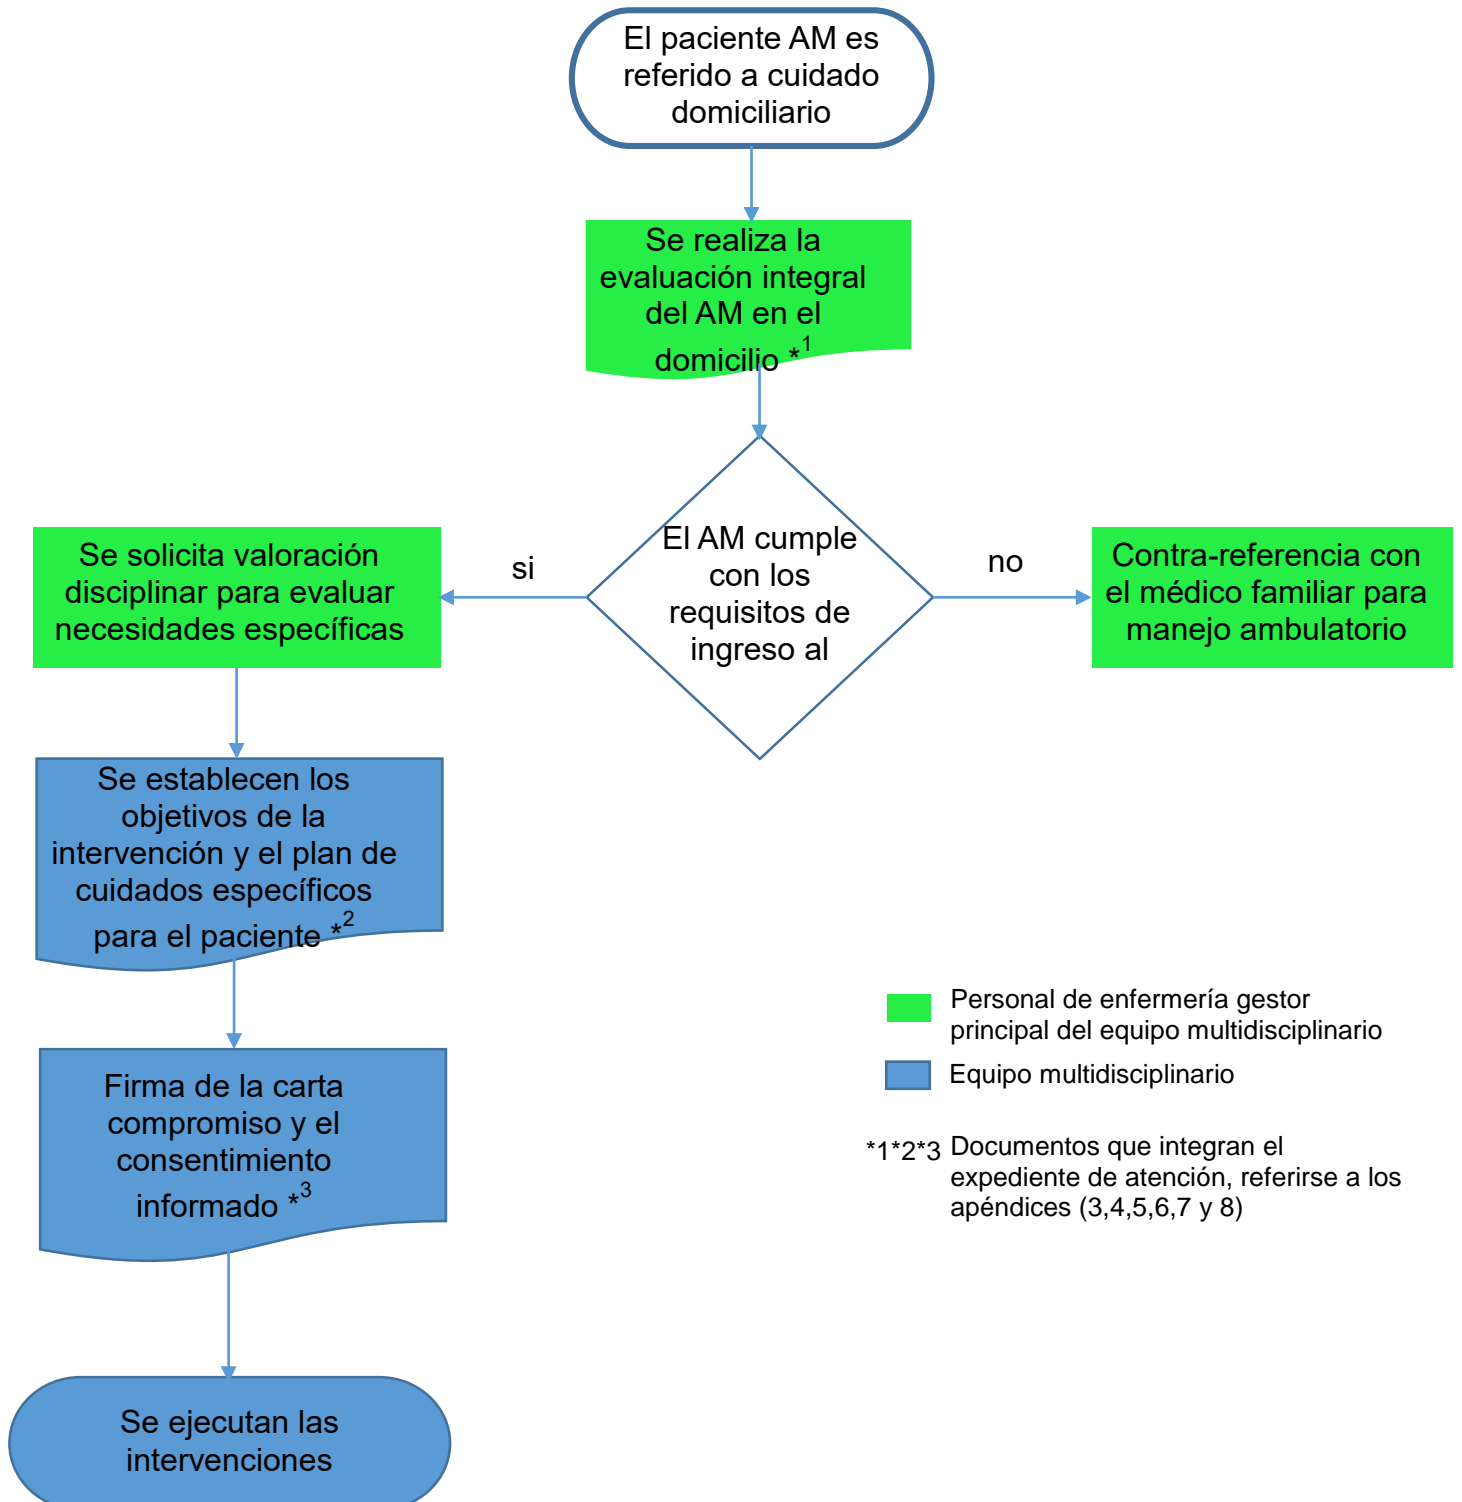 El paciente AM es
referido a cuidado
domiciliario
Se realiza la
evaluación integral
del AM en el
domicilio *1
El AM cumple
con los
requisitos de
ingreso al
si
no
Se solicita valoración
disciplinar para evaluar
necesidades específicas
Contra-referencia con
el médico familiar para
manejo ambulatorio
Se establecen los
objetivos de la
intervención y el plan de
cuidados específicos
para el paciente *2
Firma de la carta
compromiso y el
consentimiento
informado *3
Se ejecutan las
intervenciones
Personal de enfermería gestor
principal del equipo multidisciplinario
Equipo multidisciplinario
*1*2*3 Documentos que integran el
expediente de atención, referirse a los
apéndices (3,4,5,6,7 y 8)